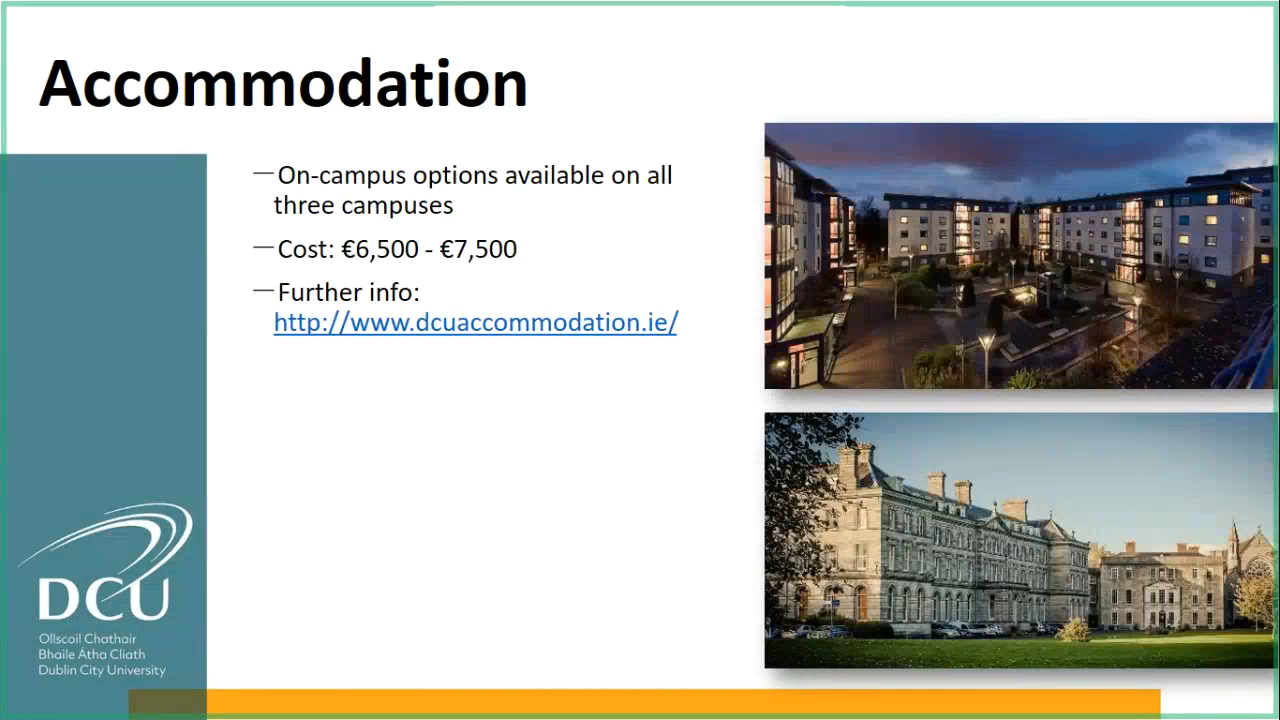 Accommodation
—On-campus options available on all
three campuses
—Cost: €6,500 - €7,500
—Further info:
http://www.dcuaccommodation.ie/
DCU
Ollscoil Chathair
Bhaile Átha Cliath
Dublin City University